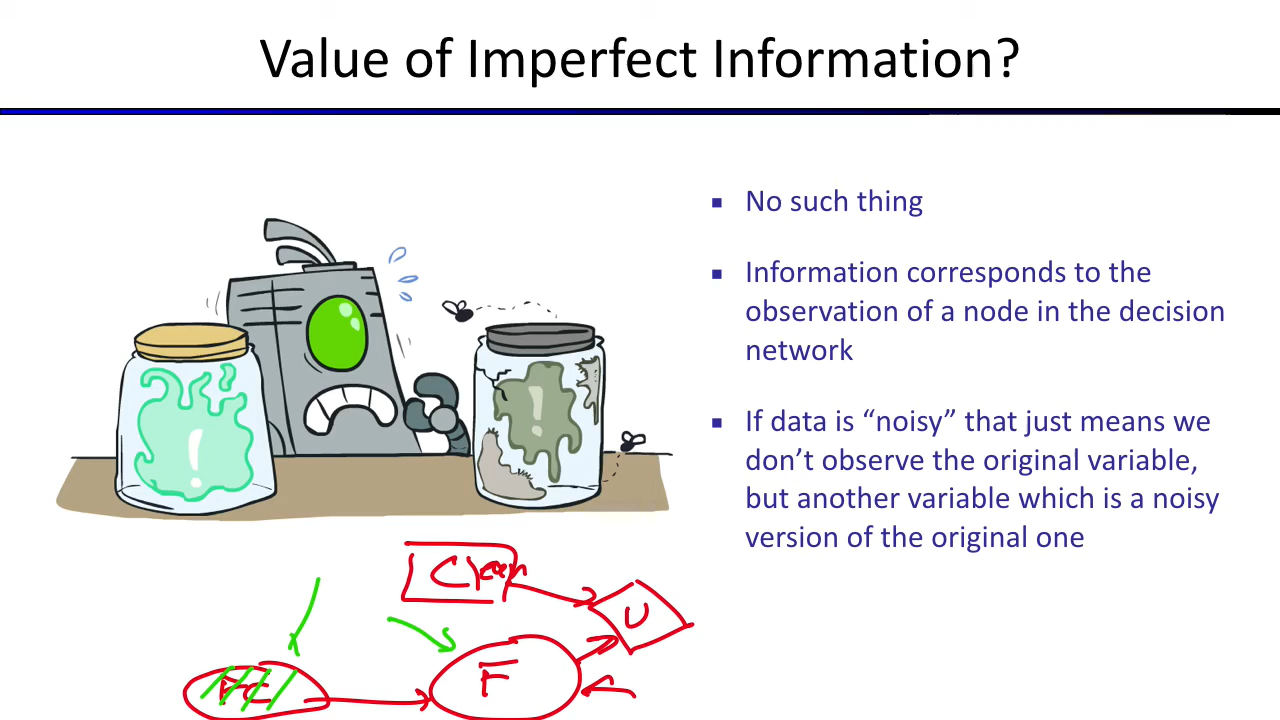 Value of Imperfect Information?
No such thing
Information corresponds to the
observation of a node in the decision
network
If data is “noisy” that just means we
don’t observe the original variable,
but another variable which is a noisy
version of the original one
!
!
Clean
U
F